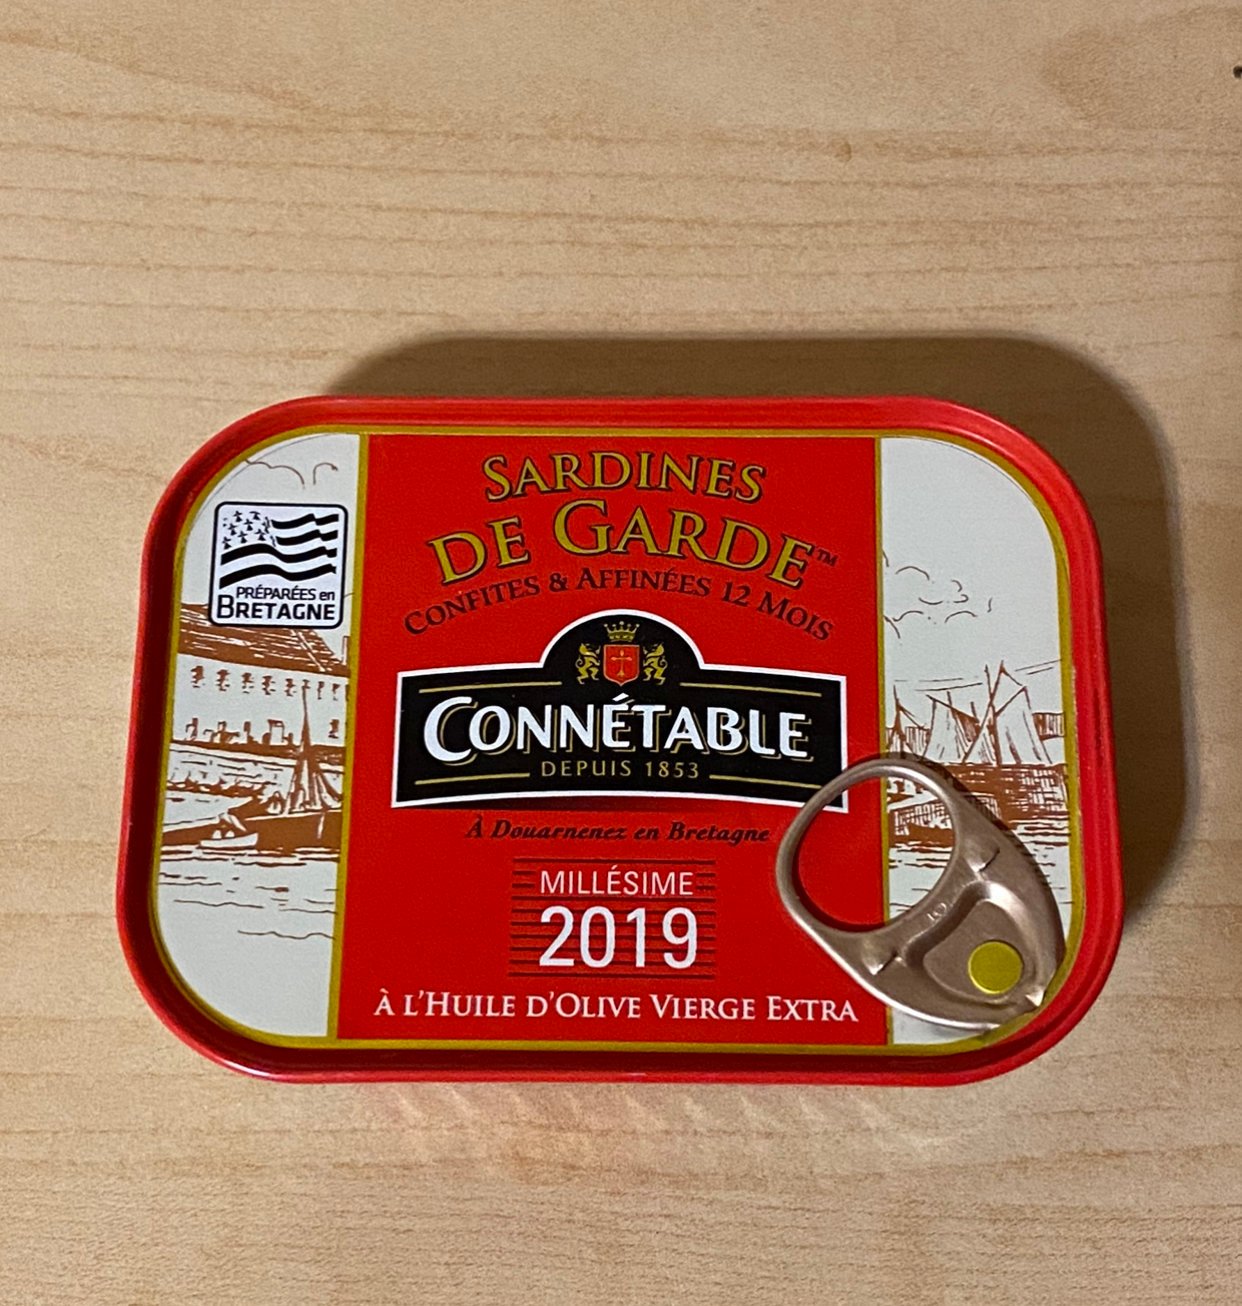 SARDINES
DE GARDE™
CONFITES & AFFINÉES 12 MOIS
PRÉPARÉES en
BRETAGNE
CONNÉTABLE
DEPUIS 1853
À Douarnenez en Bretagne
MILLÉSIME
2019
À L'HUILE D'OLIVE VIERGE EXTRA